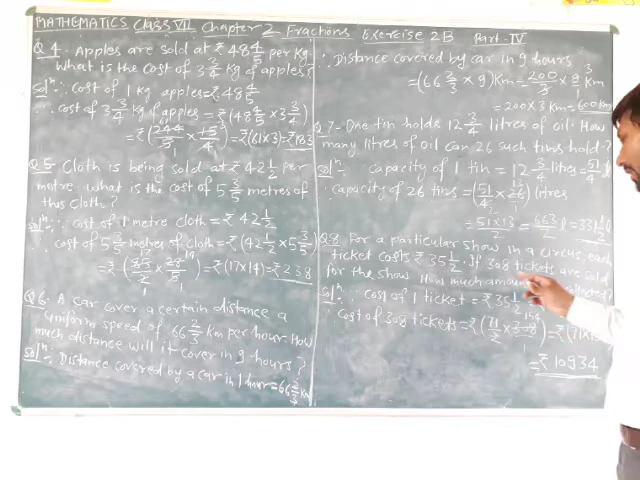 MATHEMATICS Class VII Chapter 2 Fractions Exercise 2B Part-IV
Q.4 - Apples are sold at ₹ 48 4/5 per kg.
What is the cost of 3 3/4 kg of apples?
Solⁿ: ∵ Cost of 1 kg apples = ₹ 48 4/5
∴ cost of 3 3/4 kg apples = ₹ (48 4/5 × 3 3/4)
= ₹ (244/5 × 15/4) = ₹ (61×3) = ₹ 183
Q.5 - Cloth is being sold at ₹ 42 1/2 per
metre. What is the cost of 5 3/5 metres of
this cloth?
Solⁿ: ∵ cost of 1 metre cloth = ₹ 42 1/2
∴ cost of 5 3/5 metres of cloth = ₹ (42 1/2 × 5 3/5)
= ₹ (85/2 × 28/5) = ₹ (17×14) = ₹ 238
Q.6 - A car cover a certain distance a
Uniform speed of 66 2/3 Km per hour. How
much distance will it cover in 9 hours?
Solⁿ: ∵ Distance covered by a car in 1 hour = 66 2/3 Km
∴ Distance covered by car in 9 hours
= (66 2/3 × 9) Km = 200/3 × 9/1 Km
= 200 × 3 Km = 600 Km
Q.7 - One tin holds 12 3/4 litres of oil. How
many litres of oil can 26 such tins hold?
Solⁿ: ∵ capacity of 1 tin = 12 3/4 litres = 51/4 l
∴ capacity of 26 tins = (51/4 × 26) litres
= 51×13/2 = 663/2 l = 331 1/2 l
Q.8 - For a particular show in a circus, each
ticket costs ₹ 35 1/2. If 308 tickets are sold
for the show How much amount
Solⁿ: ∵ cost of 1 ticket = ₹ 35 1/2
∴ cost of 308 tickets = ₹ (71/2 × 308) = ₹ (71×
= ₹ 10934